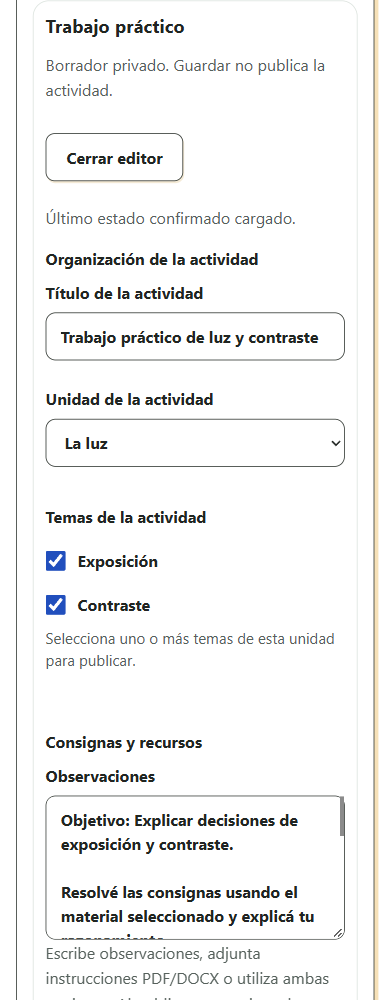 Trabajo práctico
Borrador privado. Guardar no publica la
actividad.
Cerrar editor
Último estado confirmado cargado.
Organización de la actividad
Título de la actividad
Trabajo práctico de luz y contraste
Unidad de la actividad
La luz
Temas de la actividad
Exposición
Contraste
Selecciona uno o más temas de esta unidad
para publicar.
Consignas y recursos
Observaciones
Objetivo: Explicar decisiones de
exposición y contraste.
Resolvé las consignas usando el
material seleccionado y explicá tu
Escribe observaciones, adjunta
instrucciones PDF/DOCX o utiliza ambas